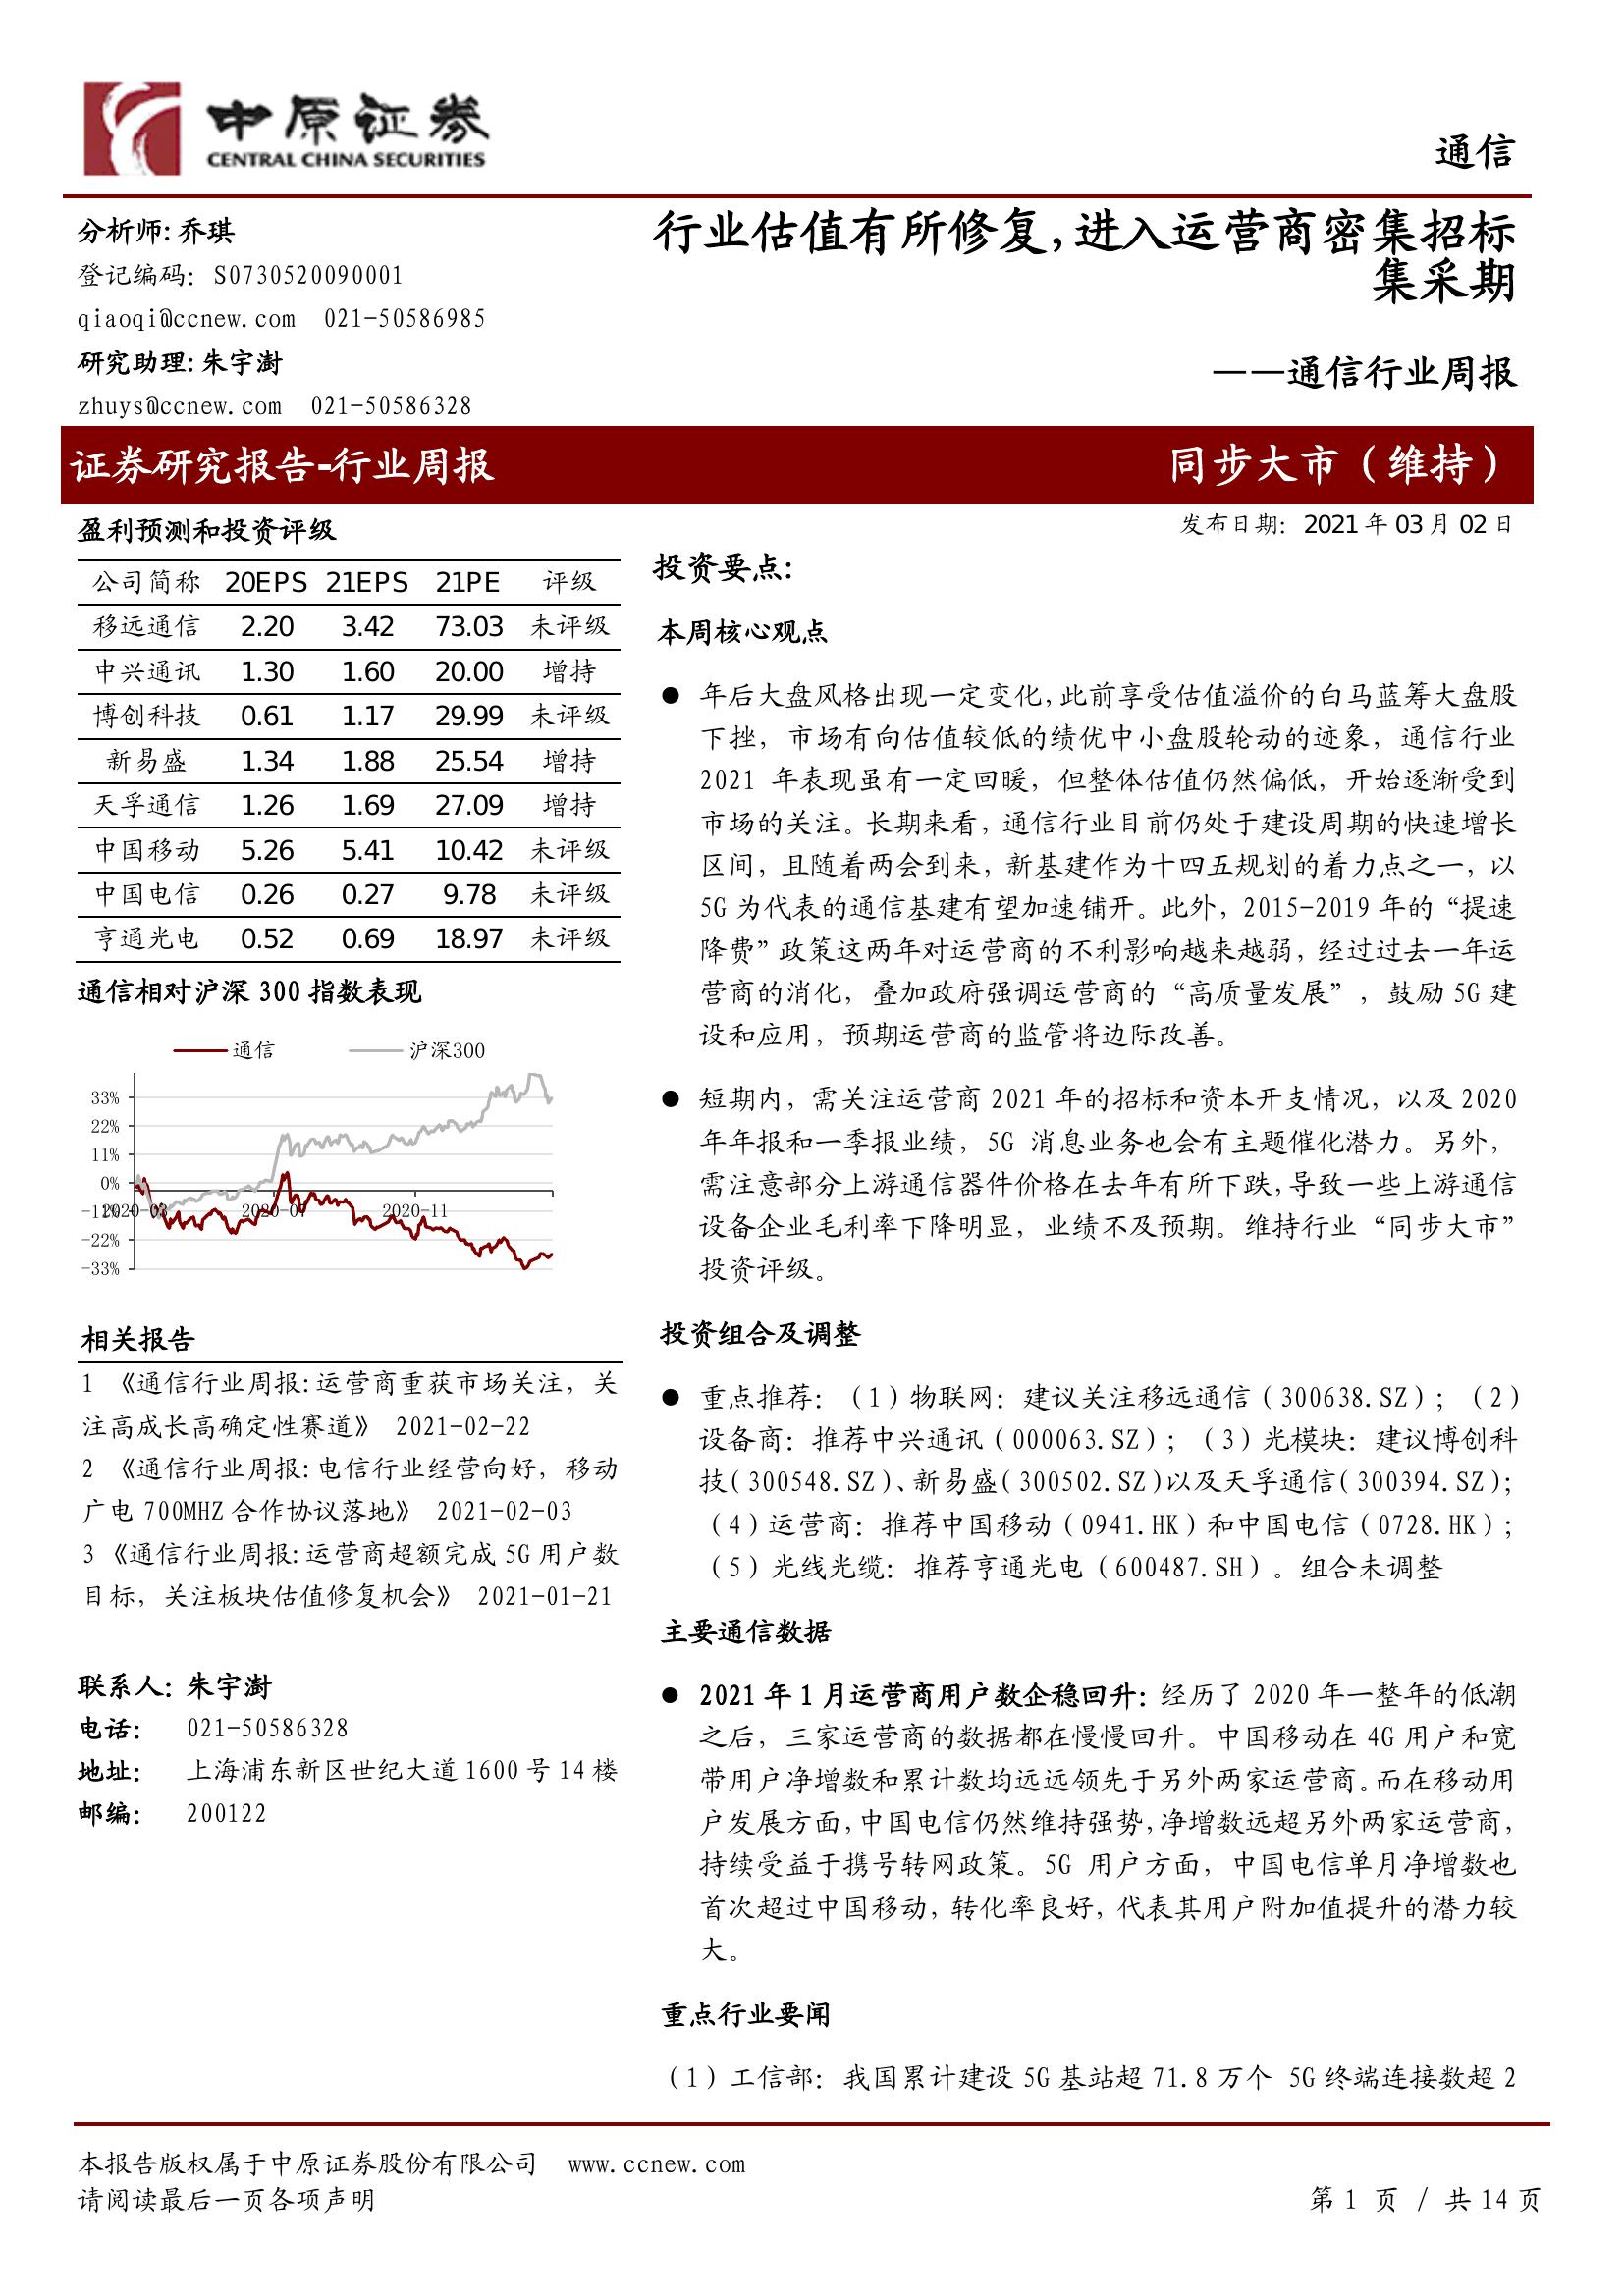 中原证券
CENTRAL CHINA SECURITIES
通信
分析师:乔琪
登记编码：S0730520090001
qiaoqi@ccnew.com 021-50586985
研究助理:朱宇澍
zhuys@ccnew.com 021-50586328
行业估值有所修复,进入运营商密集招标
集采期
——通信行业周报
证券研究报告-行业周报
同步大市（维持）
盈利预测和投资评级
公司简称 20EPS 21EPS 21PE 评级
移远通信 2.20 3.42 73.03 未评级
中兴通讯 1.30 1.60 20.00 增持
博创科技 0.61 1.17 29.99 未评级
新易盛 1.34 1.88 25.54 增持
天孚通信 1.26 1.69 27.09 增持
中国移动 5.26 5.41 10.42 未评级
中国电信 0.26 0.27 9.78 未评级
亨通光电 0.52 0.69 18.97 未评级
通信相对沪深 300 指数表现
通信 沪深300
33%
22%
11%
0%
-11% 2020-03 2020-07 2020-11
-22%
-33%
相关报告
1 《通信行业周报:运营商重获市场关注，关
注高成长高确定性赛道》 2021-02-22
2 《通信行业周报:电信行业经营向好，移动
广电 700MHZ 合作协议落地》 2021-02-03
3 《通信行业周报:运营商超额完成 5G 用户数
目标，关注板块估值修复机会》 2021-01-21
联系人: 朱宇澍
电话： 021-50586328
地址： 上海浦东新区世纪大道 1600 号 14 楼
邮编： 200122
发布日期：2021 年 03 月 02 日
投资要点:
本周核心观点
● 年后大盘风格出现一定变化,此前享受估值溢价的白马蓝筹大盘股
下挫，市场有向估值较低的绩优中小盘股轮动的迹象，通信行业
2021 年表现虽有一定回暖，但整体估值仍然偏低，开始逐渐受到
市场的关注。长期来看，通信行业目前仍处于建设周期的快速增长
区间，且随着两会到来，新基建作为十四五规划的着力点之一，以
5G 为代表的通信基建有望加速铺开。此外，2015-2019 年的“提速
降费”政策这两年对运营商的不利影响越来越弱，经过过去一年运
营商的消化，叠加政府强调运营商的“高质量发展”，鼓励 5G 建
设和应用，预期运营商的监管将边际改善。
● 短期内，需关注运营商 2021 年的招标和资本开支情况，以及 2020
年年报和一季报业绩，5G 消息业务也会有主题催化潜力。另外，
需注意部分上游通信器件价格在去年有所下跌,导致一些上游通信
设备企业毛利率下降明显，业绩不及预期。维持行业“同步大市”
投资评级。
投资组合及调整
● 重点推荐：（1）物联网：建议关注移远通信（300638.SZ）；（2）
设备商：推荐中兴通讯（000063.SZ）；（3）光模块：建议博创科
技(300548.SZ)、新易盛(300502.SZ)以及天孚通信(300394.SZ)；
（4）运营商：推荐中国移动（0941.HK）和中国电信（0728.HK）；
（5）光线光缆：推荐亨通光电（600487.SH）。组合未调整
主要通信数据
● 2021 年 1 月运营商用户数企稳回升：经历了 2020 年一整年的低潮
之后，三家运营商的数据都在慢慢回升。中国移动在 4G 用户和宽
带用户净增数和累计数均远远领先于另外两家运营商。而在移动用
户发展方面,中国电信仍然维持强势,净增数远超另外两家运营商，
持续受益于携号转网政策。5G 用户方面，中国电信单月净增数也
首次超过中国移动，转化率良好，代表其用户附加值提升的潜力较
大。
重点行业要闻
（1）工信部：我国累计建设 5G 基站超 71.8 万个 5G 终端连接数超 2
本报告版权属于中原证券股份有限公司 www.ccnew.com
请阅读最后一页各项声明
第 1 页 / 共 14 页